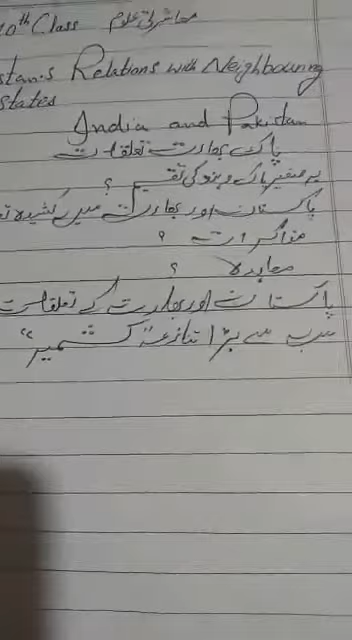 10th Class معاشرتی علوم
stan's Relations with Neighbouring
States
India and Pakistan
پاک بھارت تعلقات
برصغیر پاک و ہند کی تقسیم ؟
پاکستان اور بھارت میں کشیدہ
مذاکرات ؟
معاہدہ ؟
پاکستان اور بھارت کے تعلقات
سب سے بڑا تنازعہ "کشمیر"